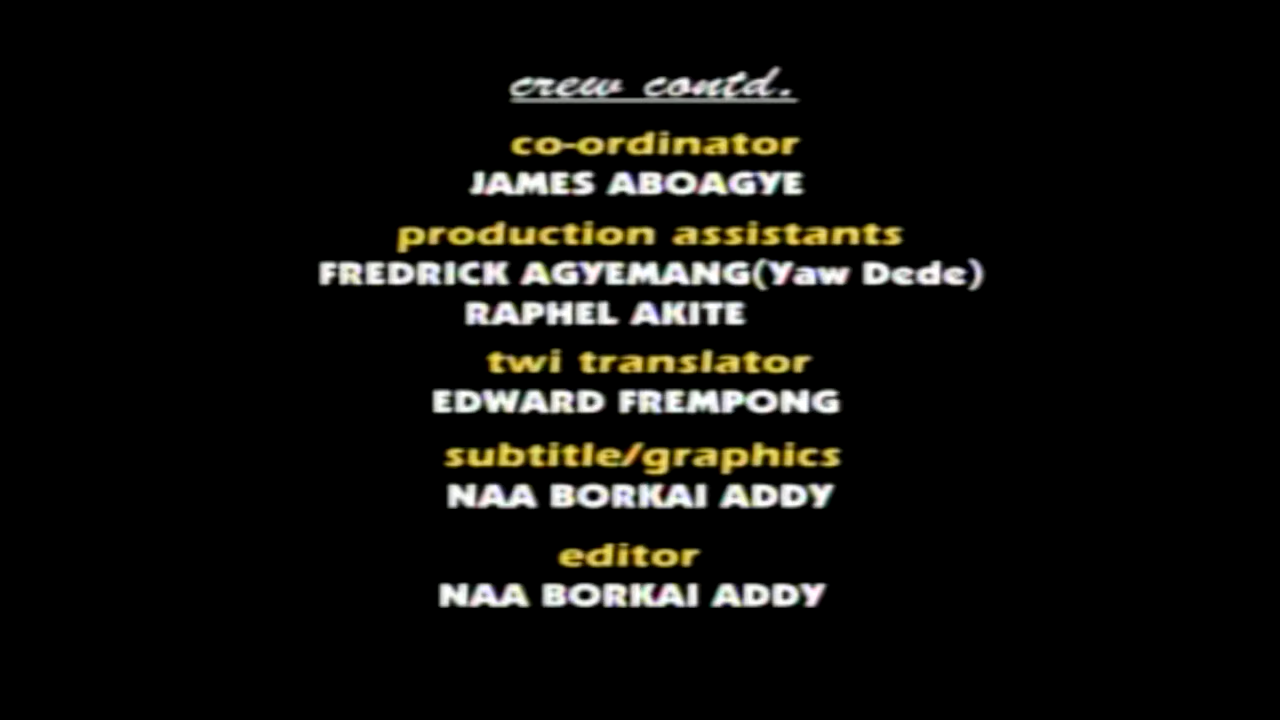 crew contd.
co-ordinator
JAMES ABOAGYE
production assistants
FREDRICK AGYEMANG(Yaw Dede)
RAPHEL AKITE
twi translator
EDWARD FREMPONG
subtitle/graphics
NAA BORKAI ADDY
editor
NAA BORKAI ADDY